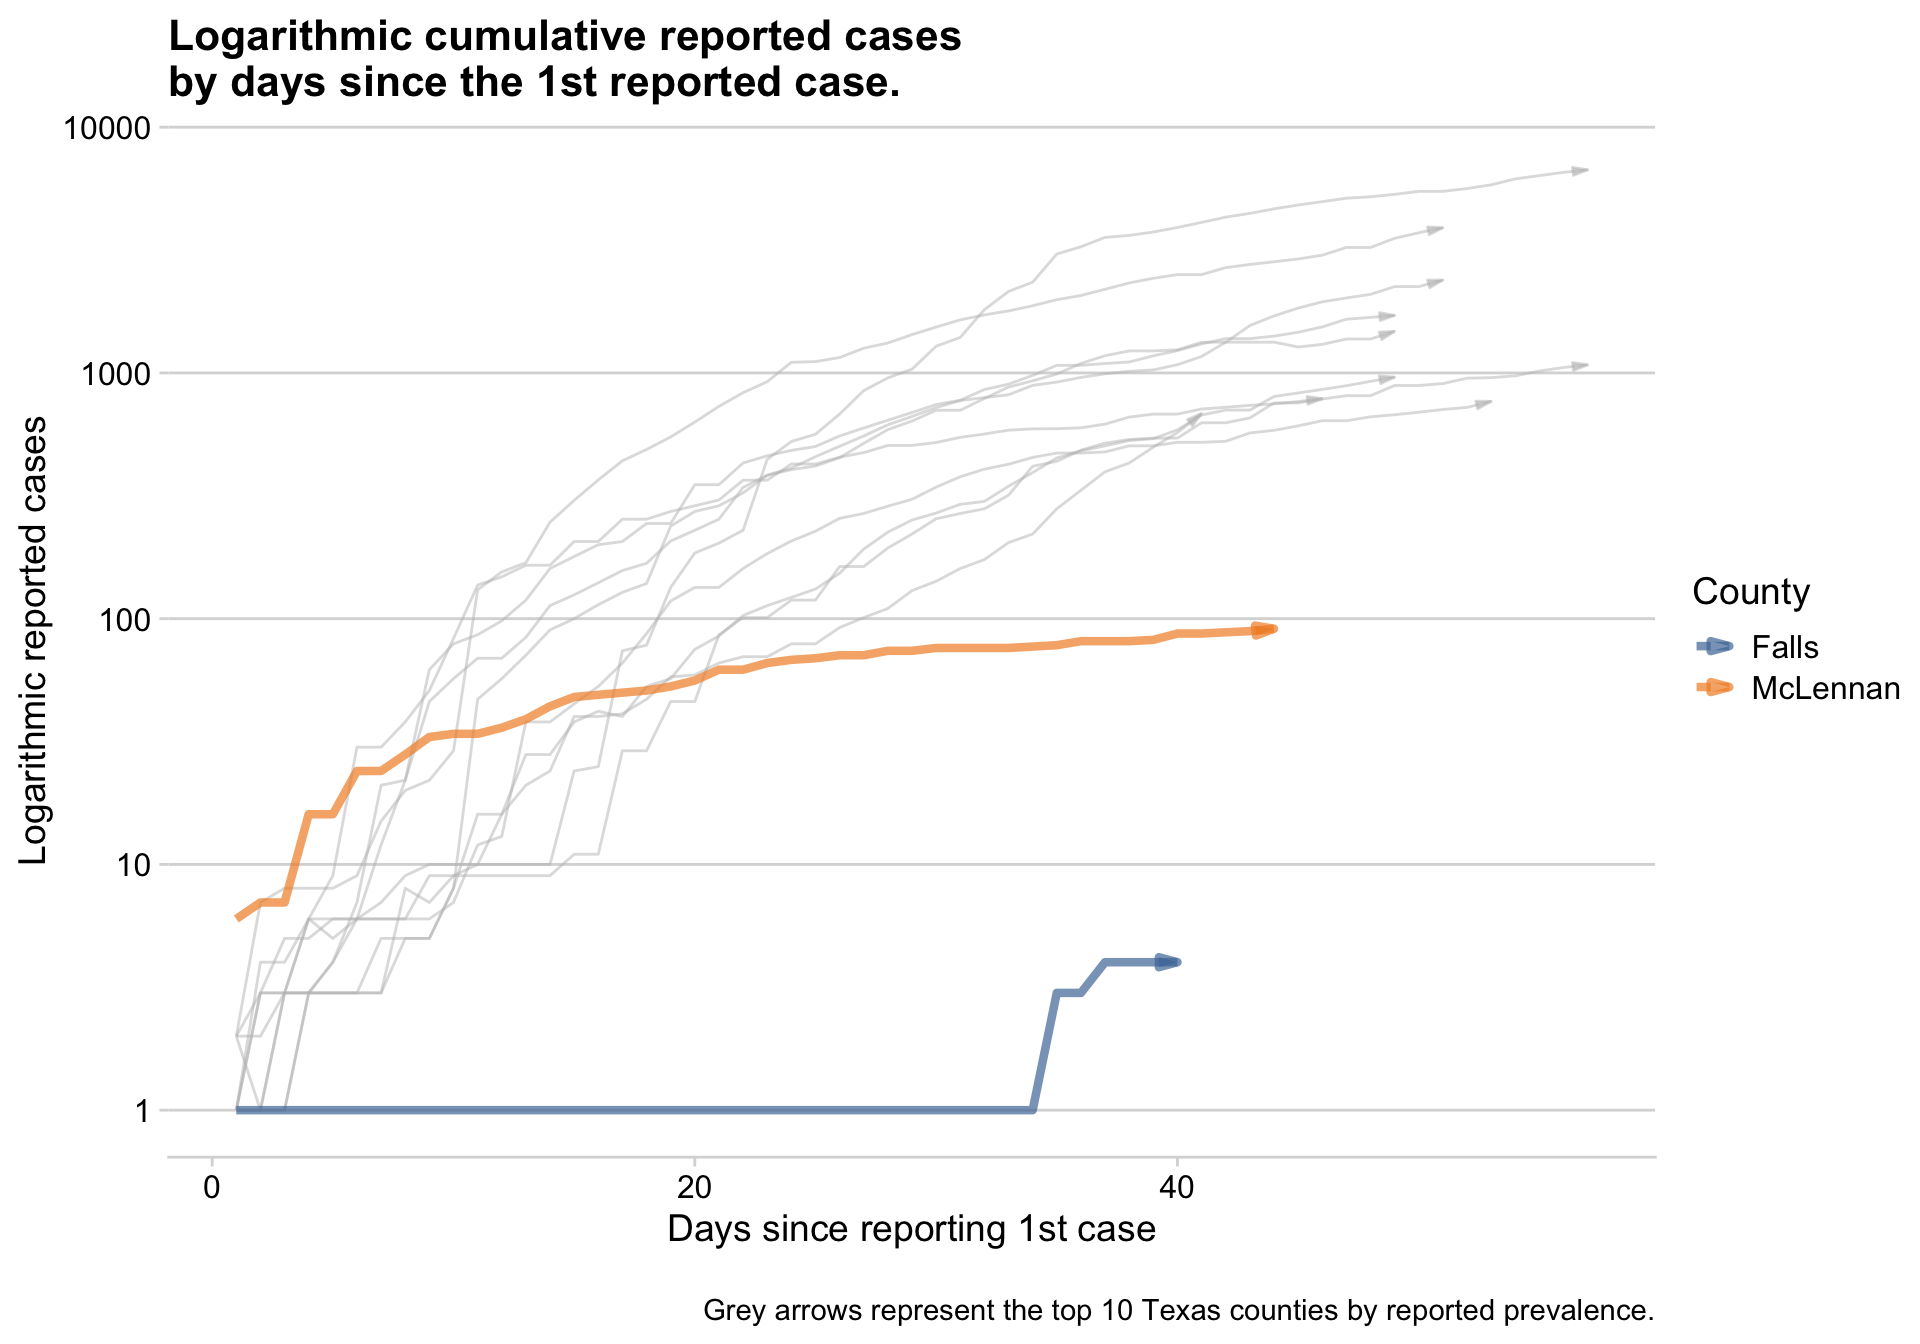 Logarithmic cumulative reported cases
by days since the 1st reported case.
10000
1000
100
10
1
Logarithmic reported cases
0 20 40
Days since reporting 1st case
County
Falls
McLennan
Grey arrows represent the top 10 Texas counties by reported prevalence.